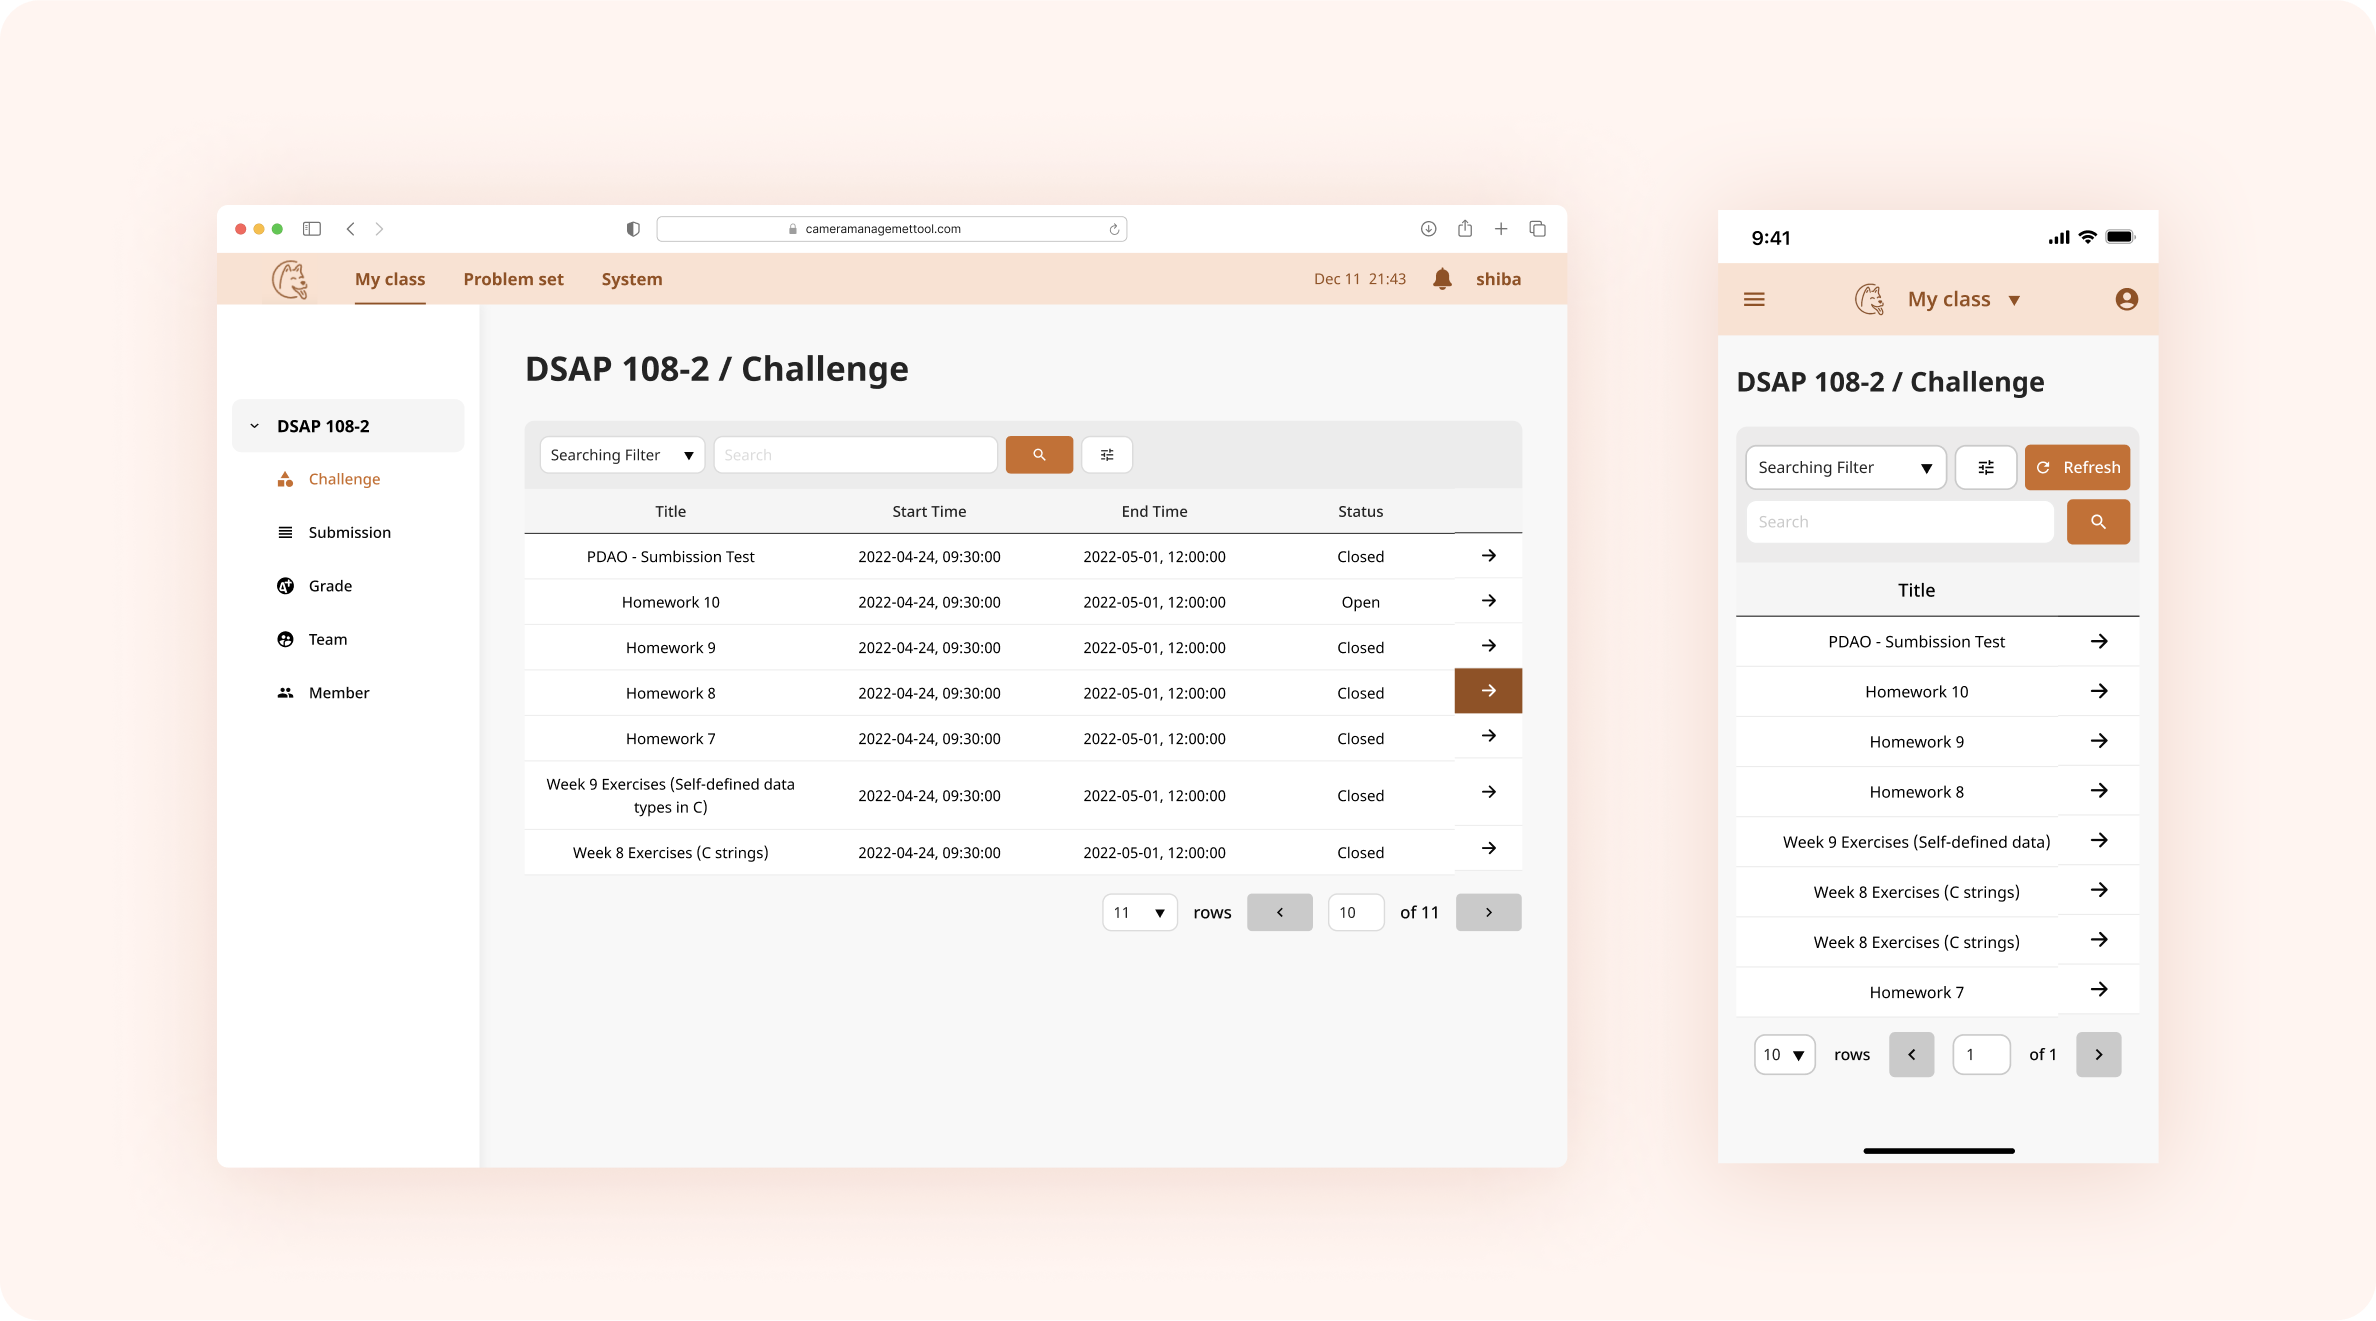 cameramanagemettool.com
My class Problem set System Dec 11 21:43 shiba
DSAP 108-2
Challenge
Submission
Grade
Team
Member
DSAP 108-2 / Challenge
Searching Filter Search
Title Start Time End Time Status
PDAO - Sumbission Test 2022-04-24, 09:30:00 2022-05-01, 12:00:00 Closed
Homework 10 2022-04-24, 09:30:00 2022-05-01, 12:00:00 Open
Homework 9 2022-04-24, 09:30:00 2022-05-01, 12:00:00 Closed
Homework 8 2022-04-24, 09:30:00 2022-05-01, 12:00:00 Closed
Homework 7 2022-04-24, 09:30:00 2022-05-01, 12:00:00 Closed
Week 9 Exercises (Self-defined data
types in C) 2022-04-24, 09:30:00 2022-05-01, 12:00:00 Closed
Week 8 Exercises (C strings) 2022-04-24, 09:30:00 2022-05-01, 12:00:00 Closed
11 rows 10 of 11
9:41
My class
DSAP 108-2 / Challenge
Searching Filter Refresh
Search
Title
PDAO - Sumbission Test
Homework 10
Homework 9
Homework 8
Week 9 Exercises (Self-defined data)
Week 8 Exercises (C strings)
Week 8 Exercises (C strings)
Homework 7
10 rows 1 of 1